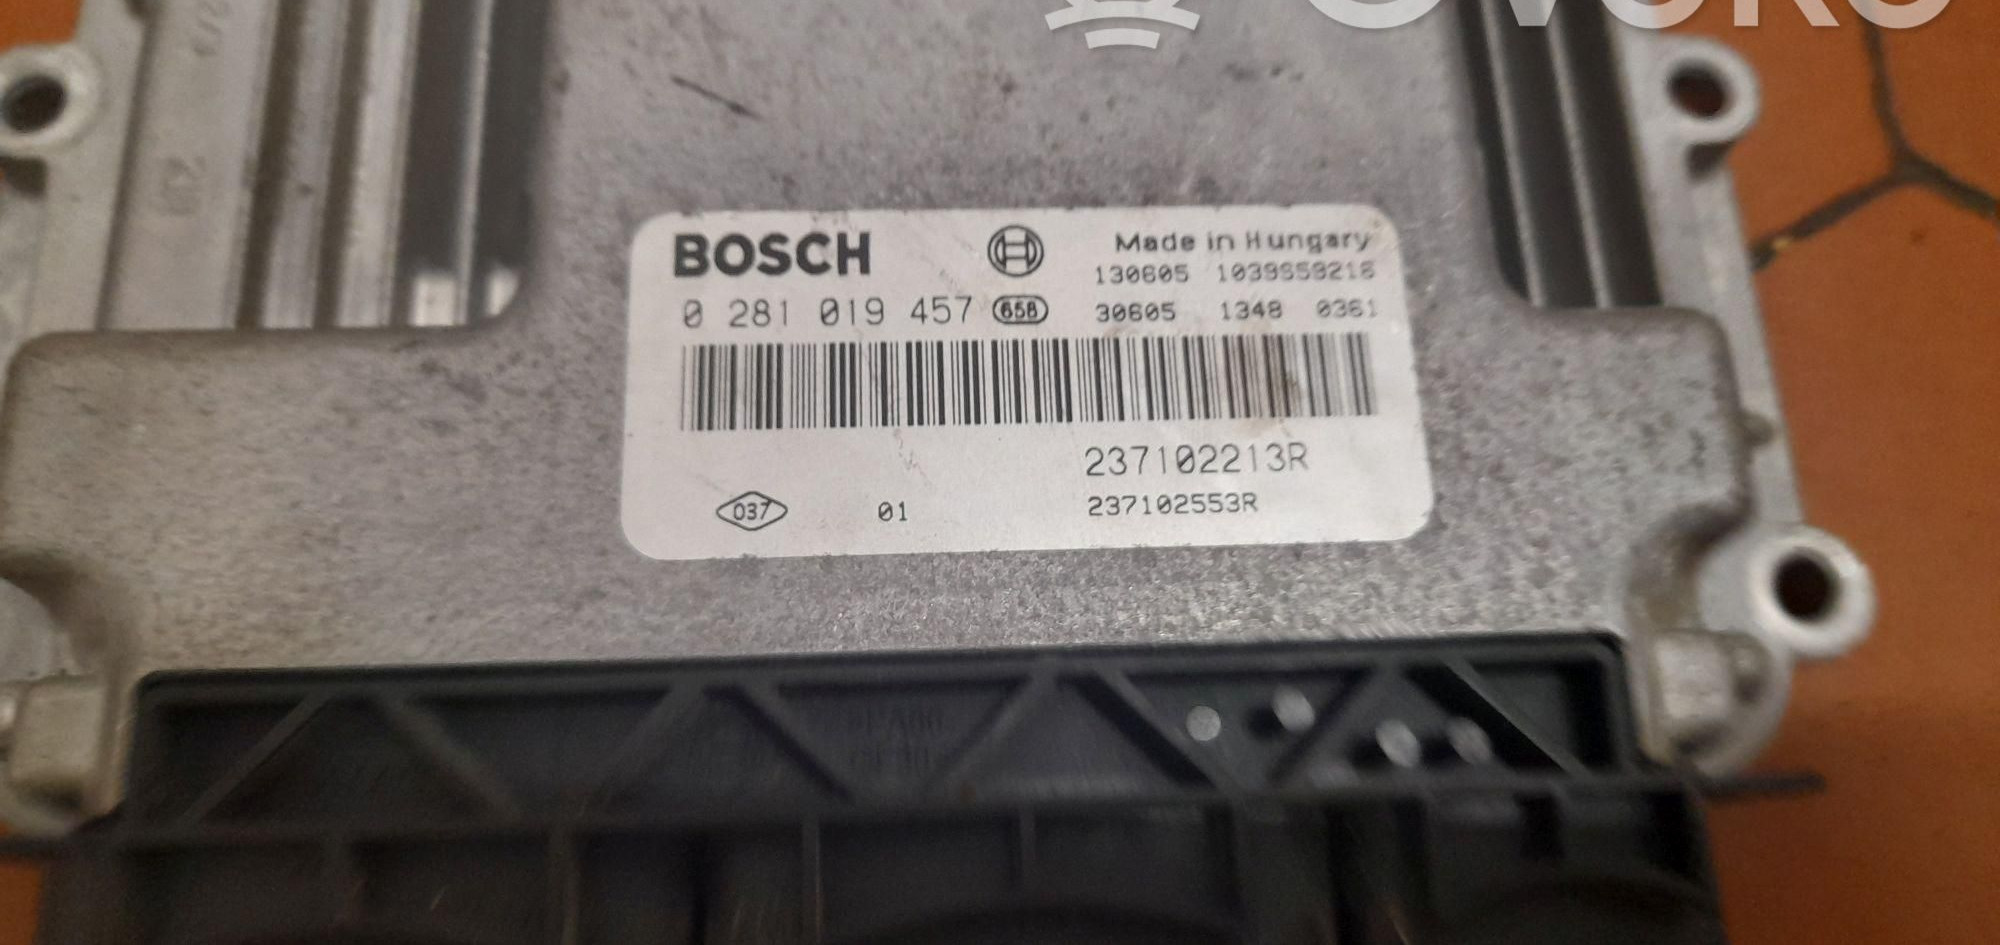 BOSCH
Made in Hungary
130605 1039S59216
0 281 019 457 658 30605 1348 0361
237102213R
037 01 237102553R